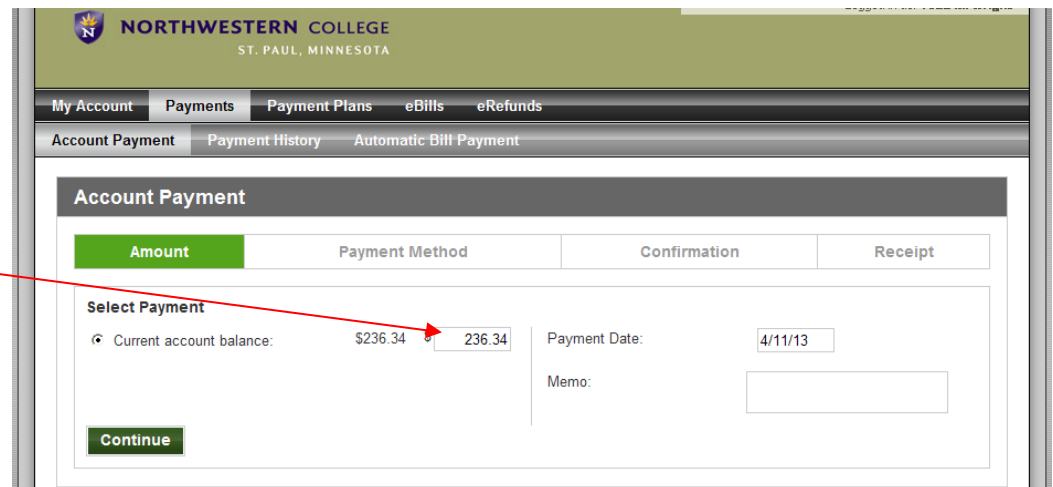 NORTHWESTERN COLLEGE
ST. PAUL, MINNESOTA
My Account Payments Payment Plans eBills eRefunds
Account Payment Payment History Automatic Bill Payment
Account Payment
Amount Payment Method Confirmation Receipt
Select Payment
Current account balance: $236.34 236.34 Payment Date: 4/11/13
Memo:
Continue